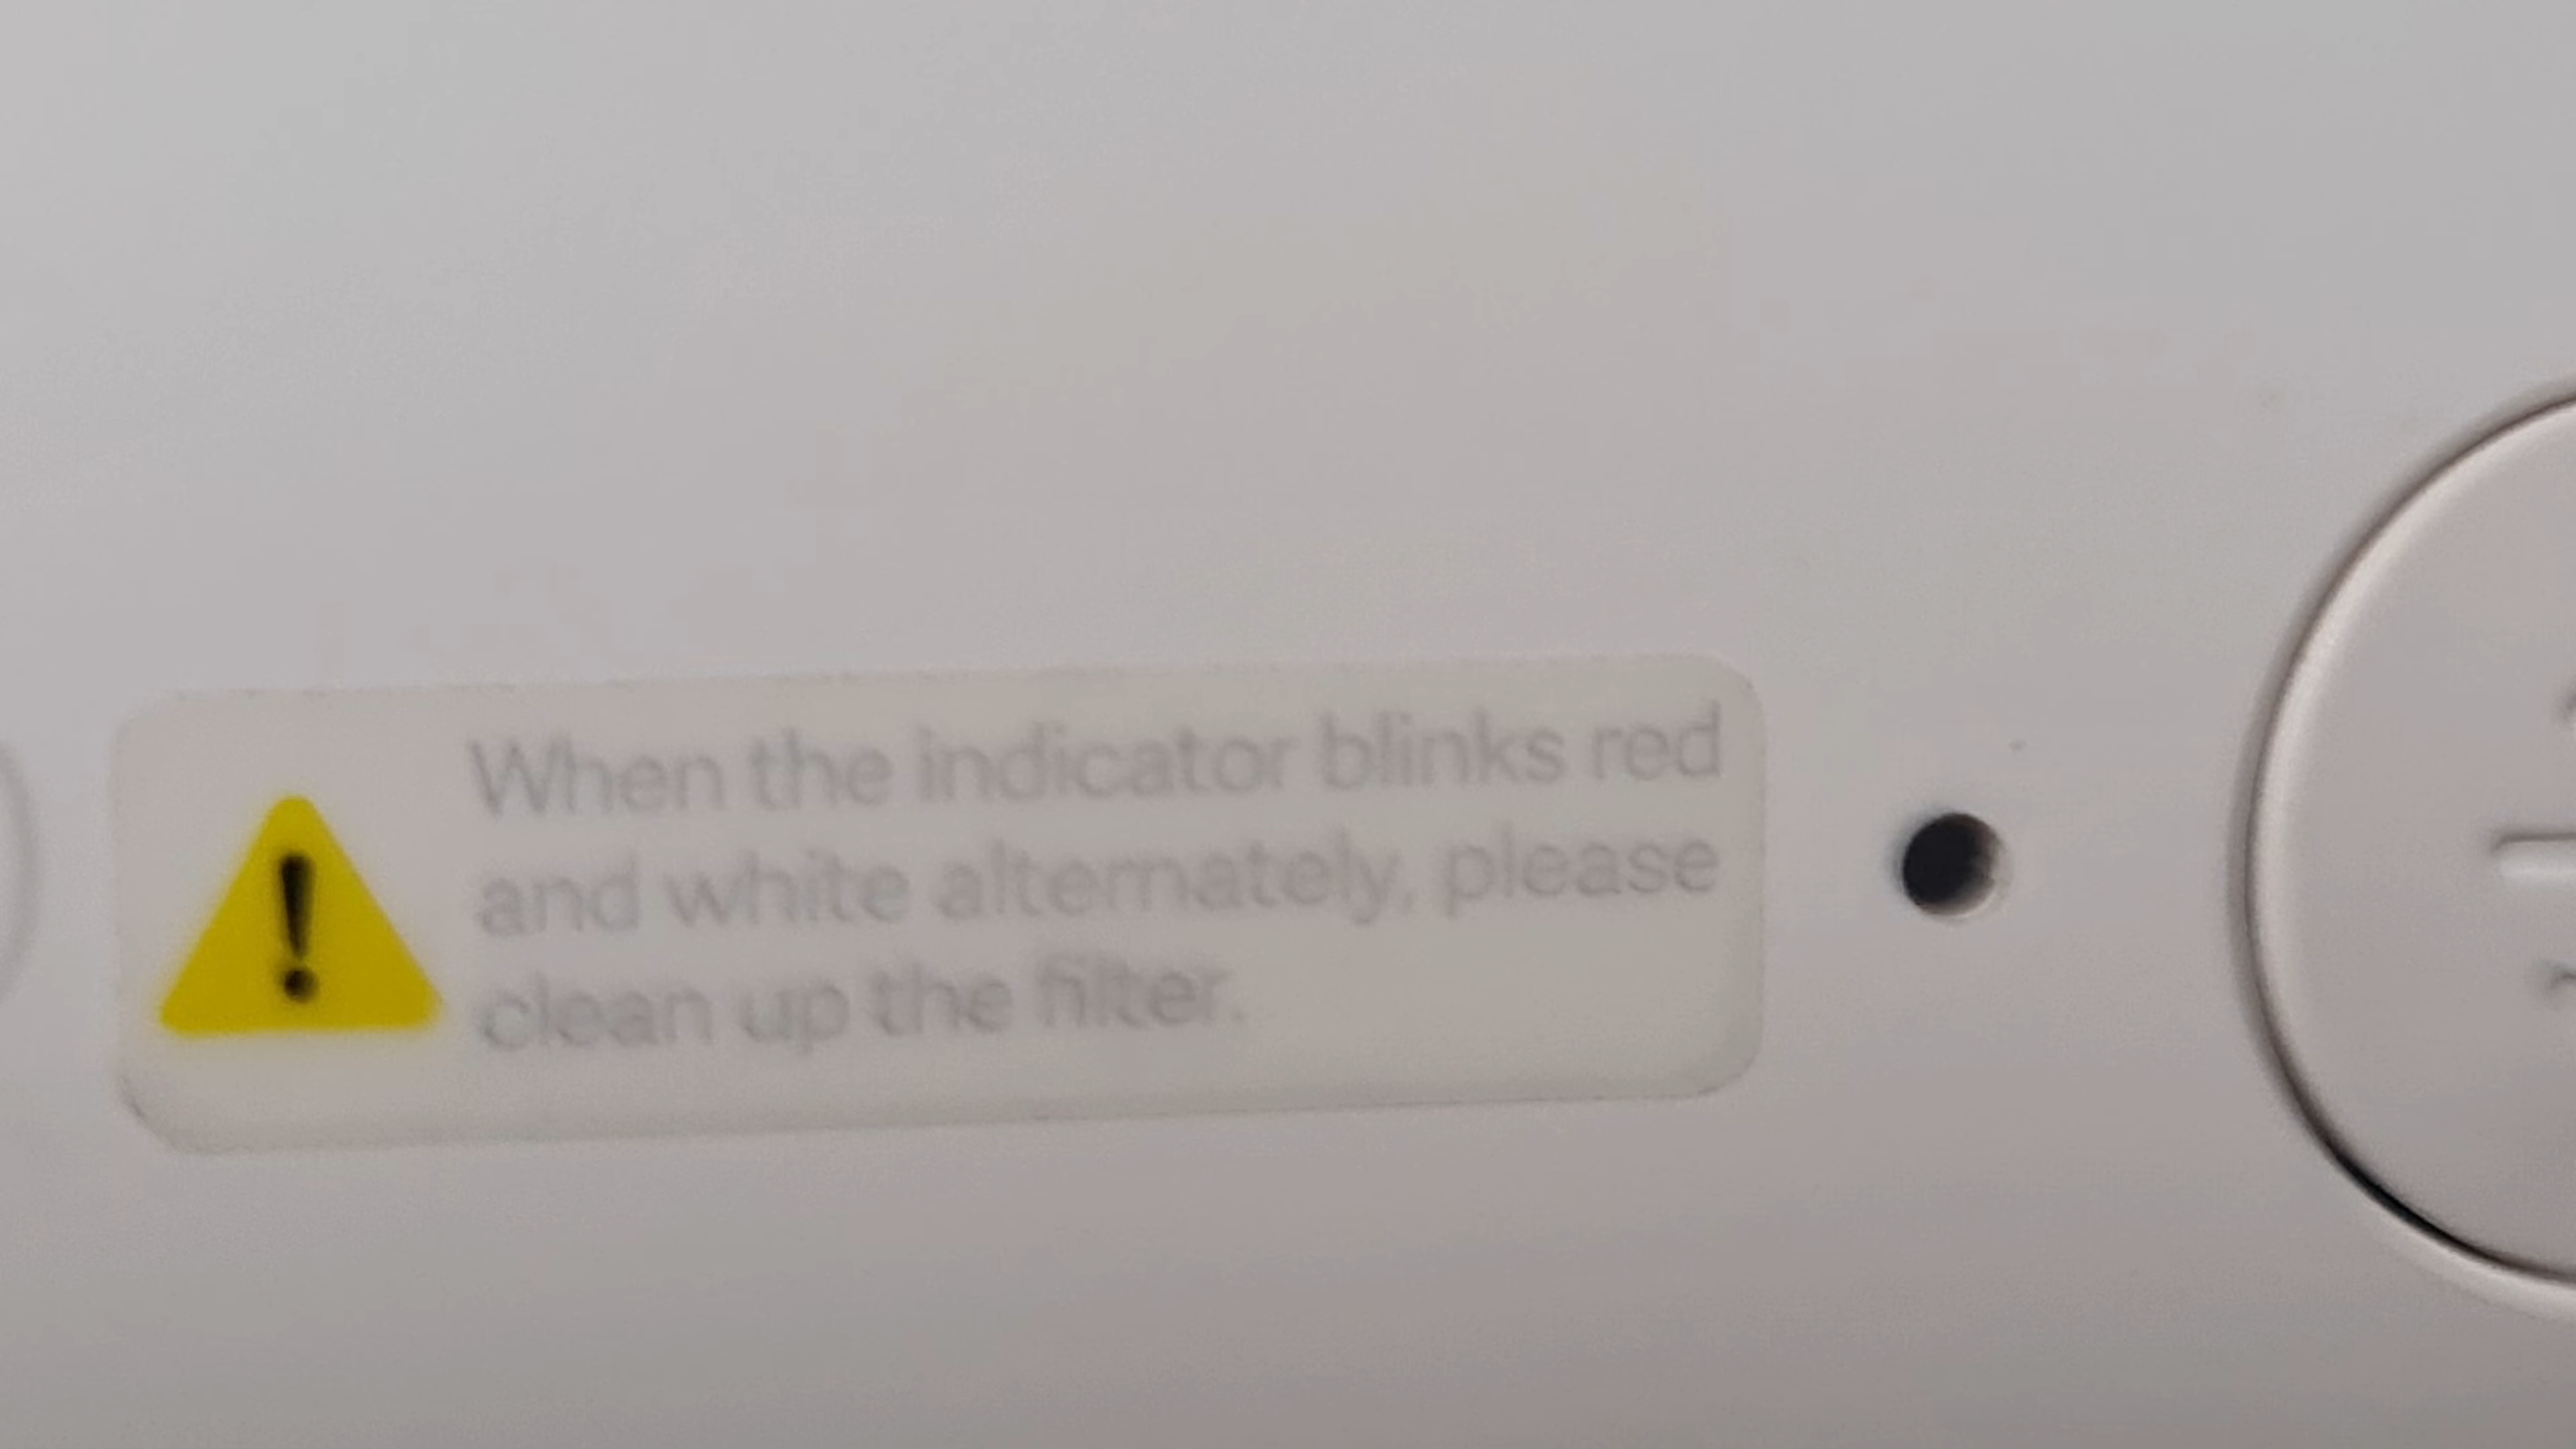 When the indicator blinks red
and white alternately, please
clean up the filter.